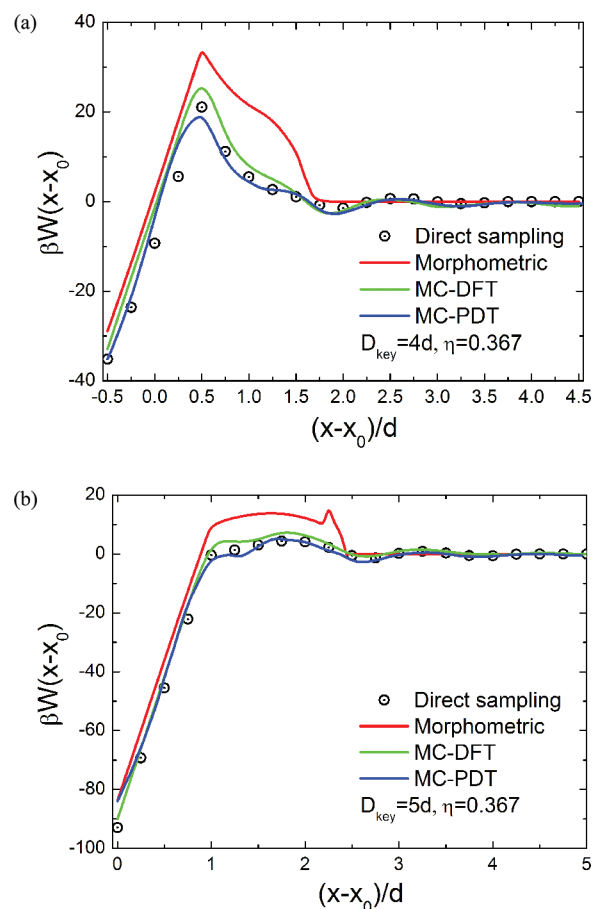 (a)
40
20
0
-20
-40
βW(x-x₀)
Direct sampling
Morphometric
MC-DFT
MC-PDT
D_key=4d, η=0.367
-0.5 0.0 0.5 1.0 1.5 2.0 2.5 3.0 3.5 4.0 4.5
(x-x₀)/d
(b)
20
0
-20
-40
-60
-80
-100
βW(x-x₀)
Direct sampling
Morphometric
MC-DFT
MC-PDT
D_key=5d, η=0.367
0 1 2 3 4 5
(x-x₀)/d